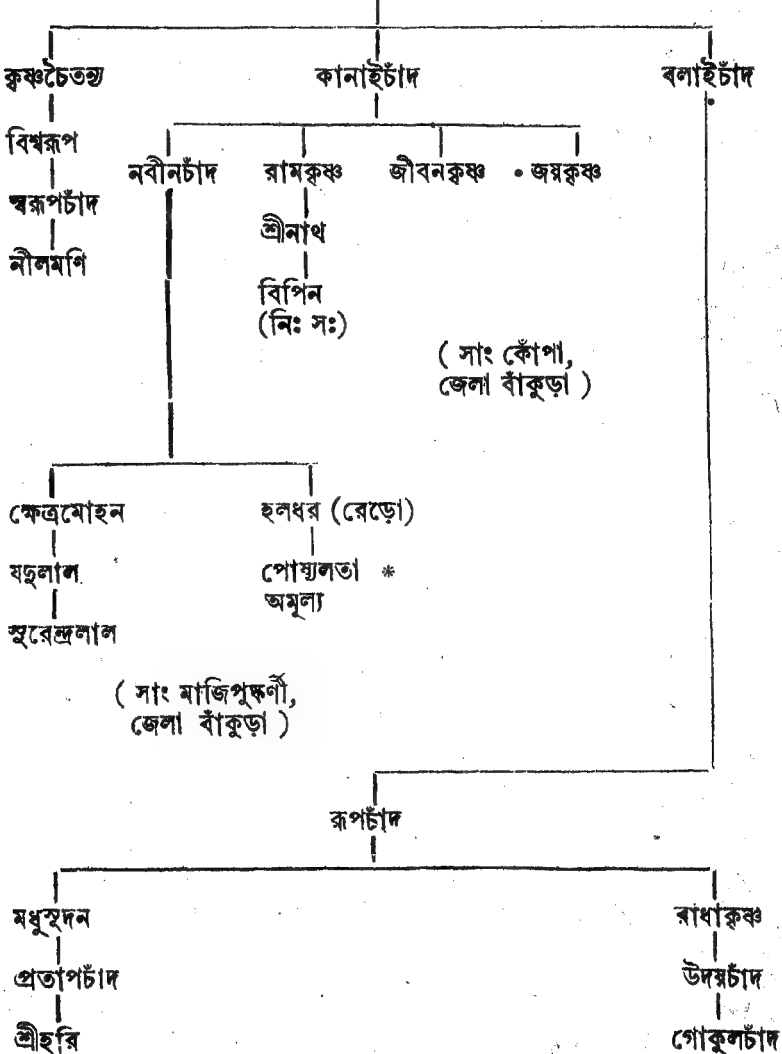 কৃষ্ণচৈতন্য কানাইচাঁদ বলাইচাঁদ
বিশ্বরূপ
নবীনচাঁদ রামকৃষ্ণ জীবনকৃষ্ণ • জয়কৃষ্ণ
স্বরূপচাঁদ
শ্রীনাথ
নীলমণি
বিপিন
(নিঃ সঃ)
( সাং কোঁপা,
জেলা বাঁকুড়া )
ক্ষেত্রমোহন হলধর (রেড়ো)
যদুলাল পোষ্যলতা *
অমূল্য
সুরেন্দ্রলাল
( সাং মাজিপুষ্কর্ণী,
জেলা বাঁকুড়া )
রূপচাঁদ
মধুসূদন রাধাকৃষ্ণ
প্রতাপচাঁদ উদয়চাঁদ
শ্রীহরি গোকুলচাঁদ